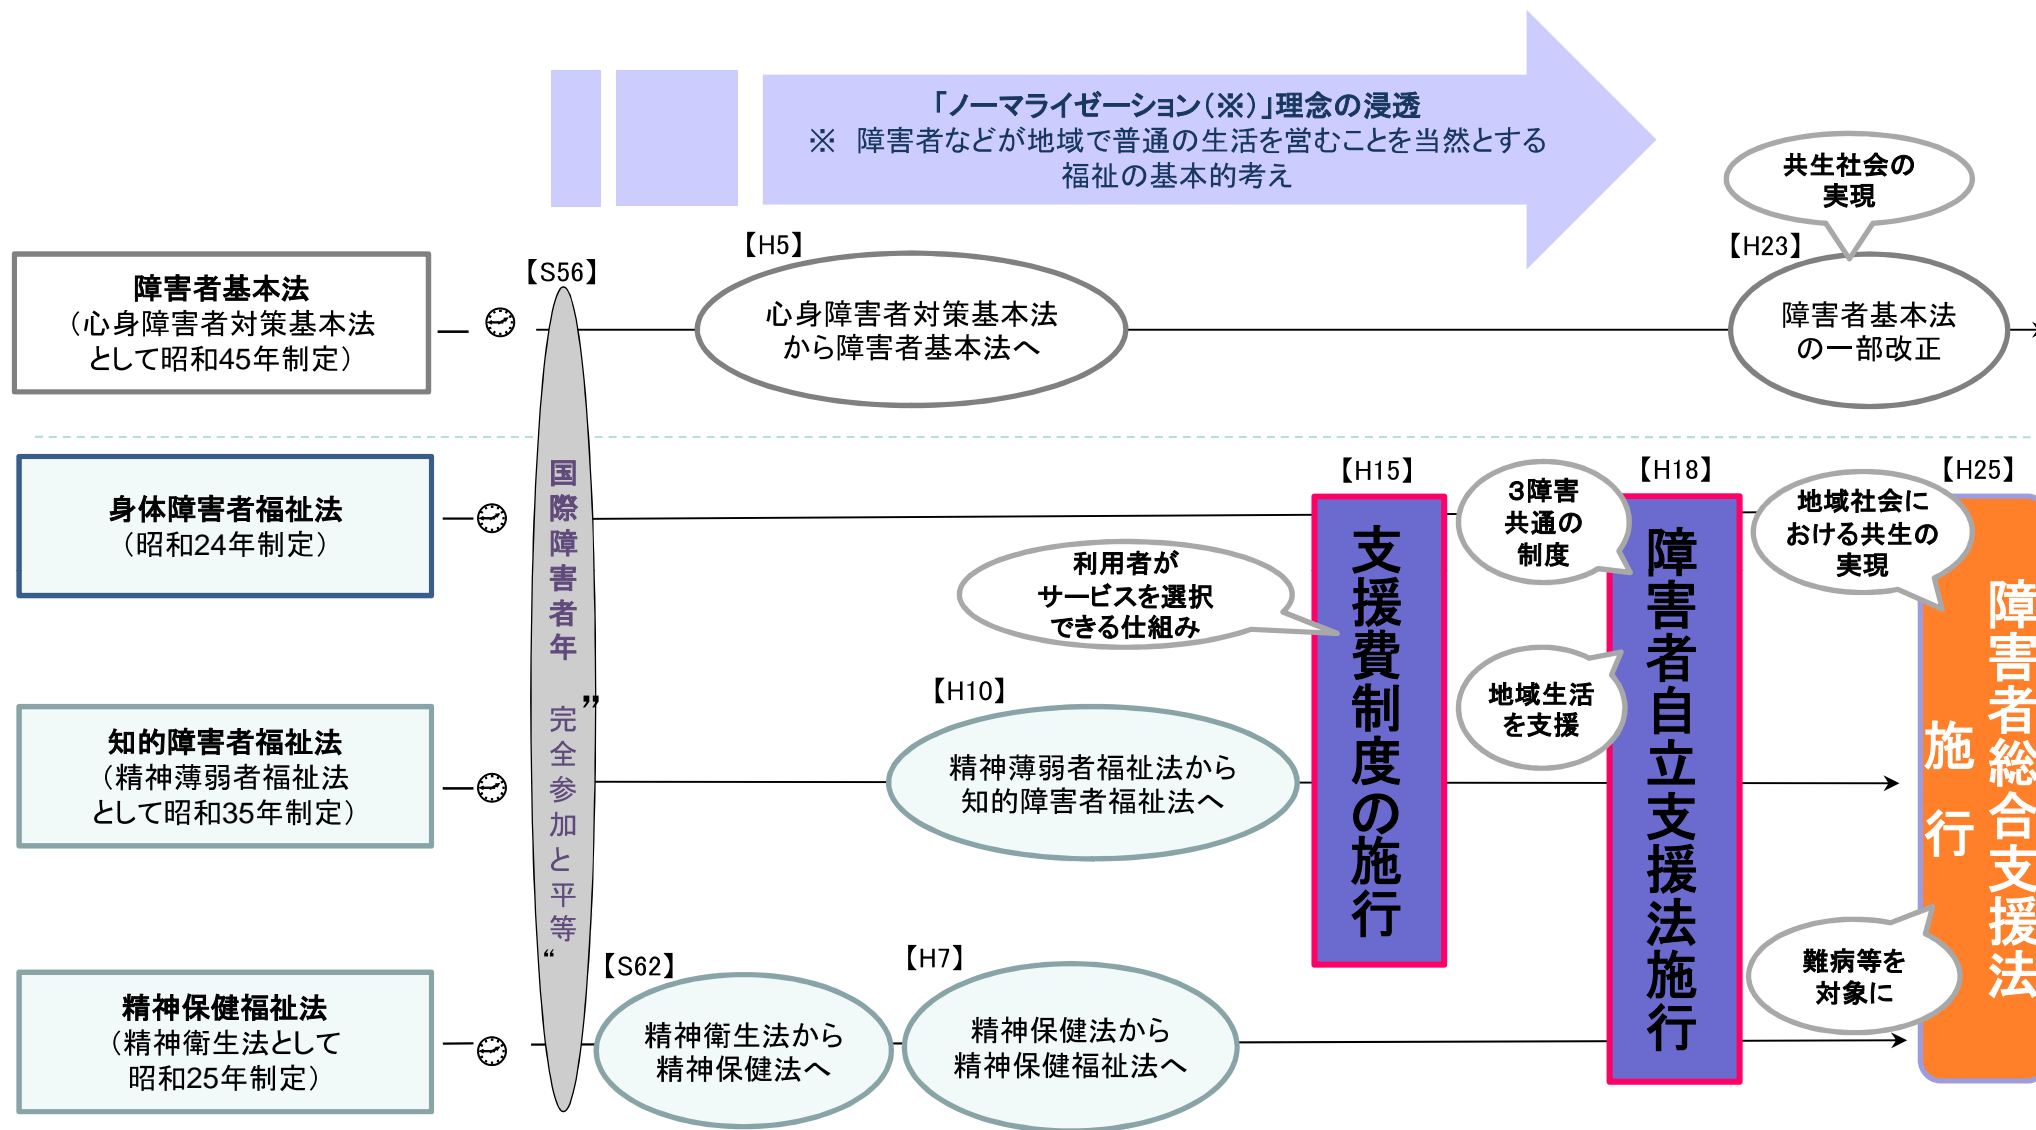 「ノーマライゼーション（※）」理念の浸透
※　障害者などが地域で普通の生活を営むことを当然とする
福祉の基本的考え
共生社会の
実現
【H5】
【H23】
【S56】
障害者基本法
（心身障害者対策基本法
として昭和45年制定）
心身障害者対策基本法
から障害者基本法へ
障害者基本法
の一部改正
国際障害者年　”完全参加と平等“
【H15】
【H18】
【H25】
身体障害者福祉法
（昭和24年制定）
３障害
共通の
制度
地域社会に
おける共生の
実現
利用者が
サービスを選択
できる仕組み
支援費制度の施行
障害者自立支援法施行
障害者総合支援法
施行
地域生活
を支援
【H10】
知的障害者福祉法
（精神薄弱者福祉法
として昭和35年制定）
精神薄弱者福祉法から
知的障害者福祉法へ
【S62】
【H7】
難病等を
対象に
精神保健福祉法
（精神衛生法として
昭和25年制定）
精神衛生法から
精神保健法へ
精神保健法から
精神保健福祉法へ